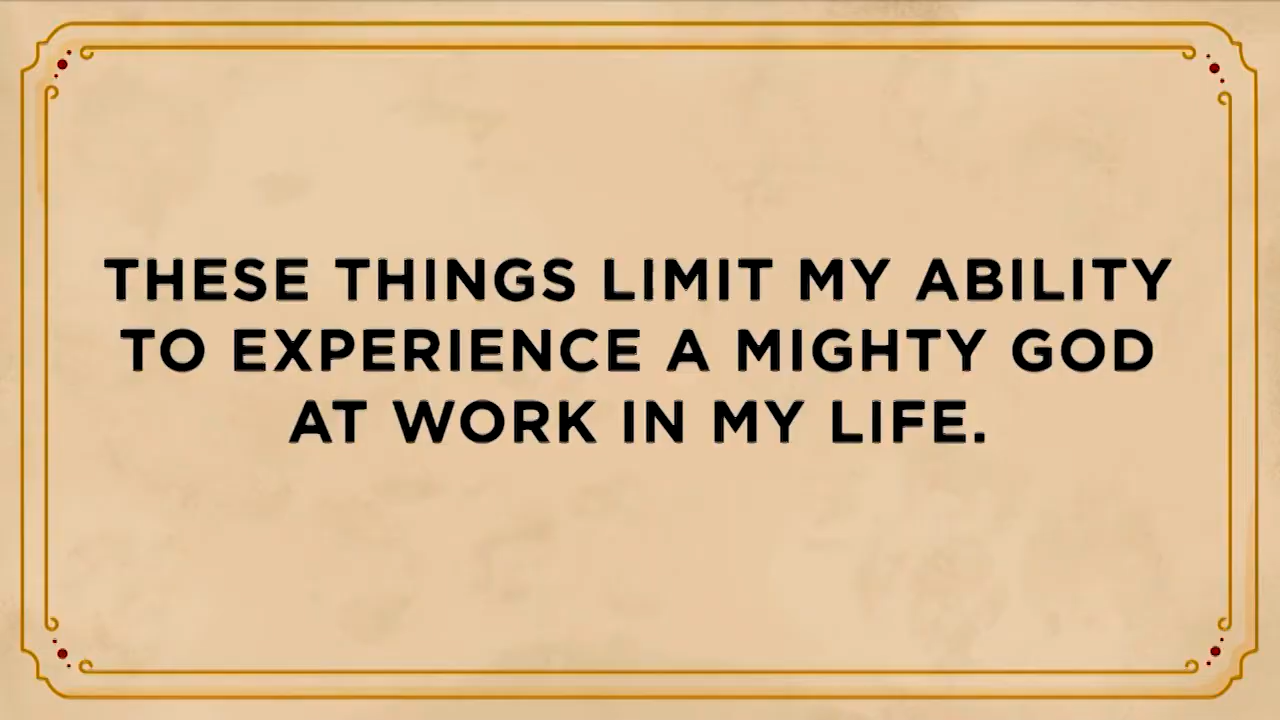 THESE THINGS LIMIT MY ABILITY
TO EXPERIENCE A MIGHTY GOD
AT WORK IN MY LIFE.